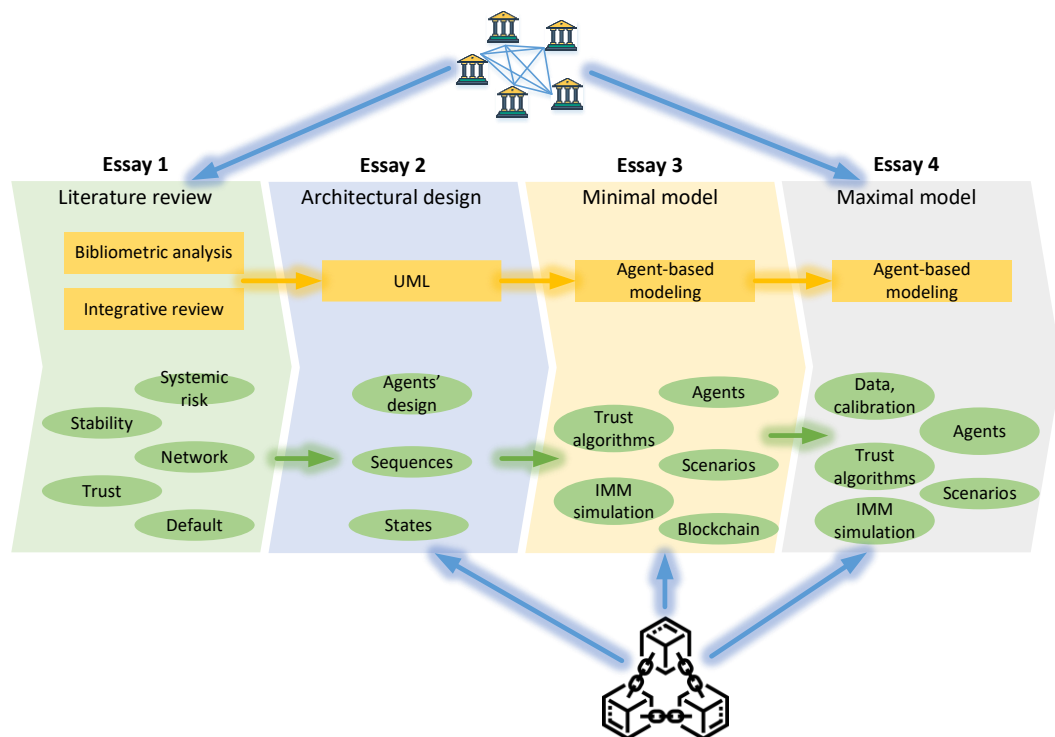 Essay 1
Essay 2
Essay 3
Essay 4
Literature review
Architectural design
Minimal model
Maximal model
Bibliometric analysis
Integrative review
UML
Agent-based
modeling
Agent-based
modeling
Systemic
risk
Stability
Network
Trust
Default
Agents’
design
Sequences
States
Agents
Trust
algorithms
Scenarios
IMM
simulation
Blockchain
Data,
calibration
Agents
Trust
algorithms
Scenarios
IMM
simulation